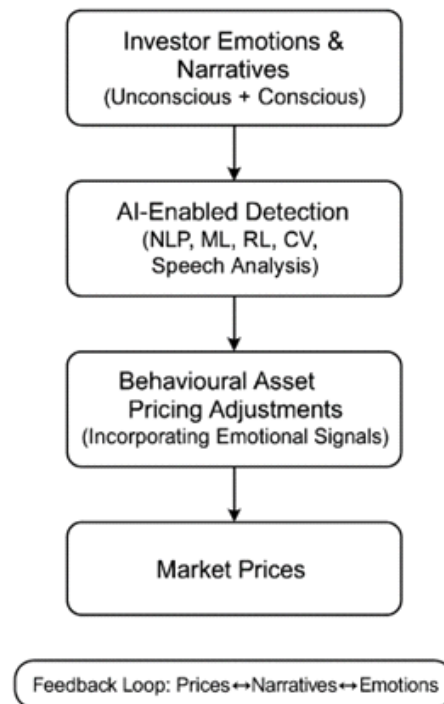 Investor Emotions &
Narratives
(Unconscious + Conscious)
AI-Enabled Detection
(NLP, ML, RL, CV,
Speech Analysis)
Behavioural Asset
Pricing Adjustments
(Incorporating Emotional Signals)
Market Prices
Feedback Loop: Prices↔Narratives↔Emotions